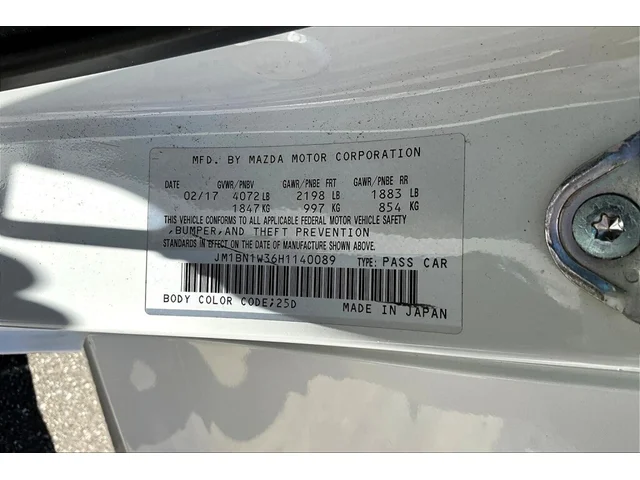 MFD. BY MAZDA MOTOR CORPORATION
DATE GVWR/PNBV GAWR/PNBE FRT GAWR/PNBE RR
02/17 4072 LB 2198 LB 1883 LB
1847 KG 997 KG 854 KG
THIS VEHICLE CONFORMS TO ALL APPLICABLE FEDERAL MOTOR VEHICLE SAFETY
,BUMPER,AND THEFT PREVENTION
STANDARDS IN EFFECT ON THE DATE OF MANUFACTURE SHOWN ABOVE.
JM1BN1W36H1140089 TYPE: PASS CAR
BODY COLOR CODE;25D MADE IN JAPAN